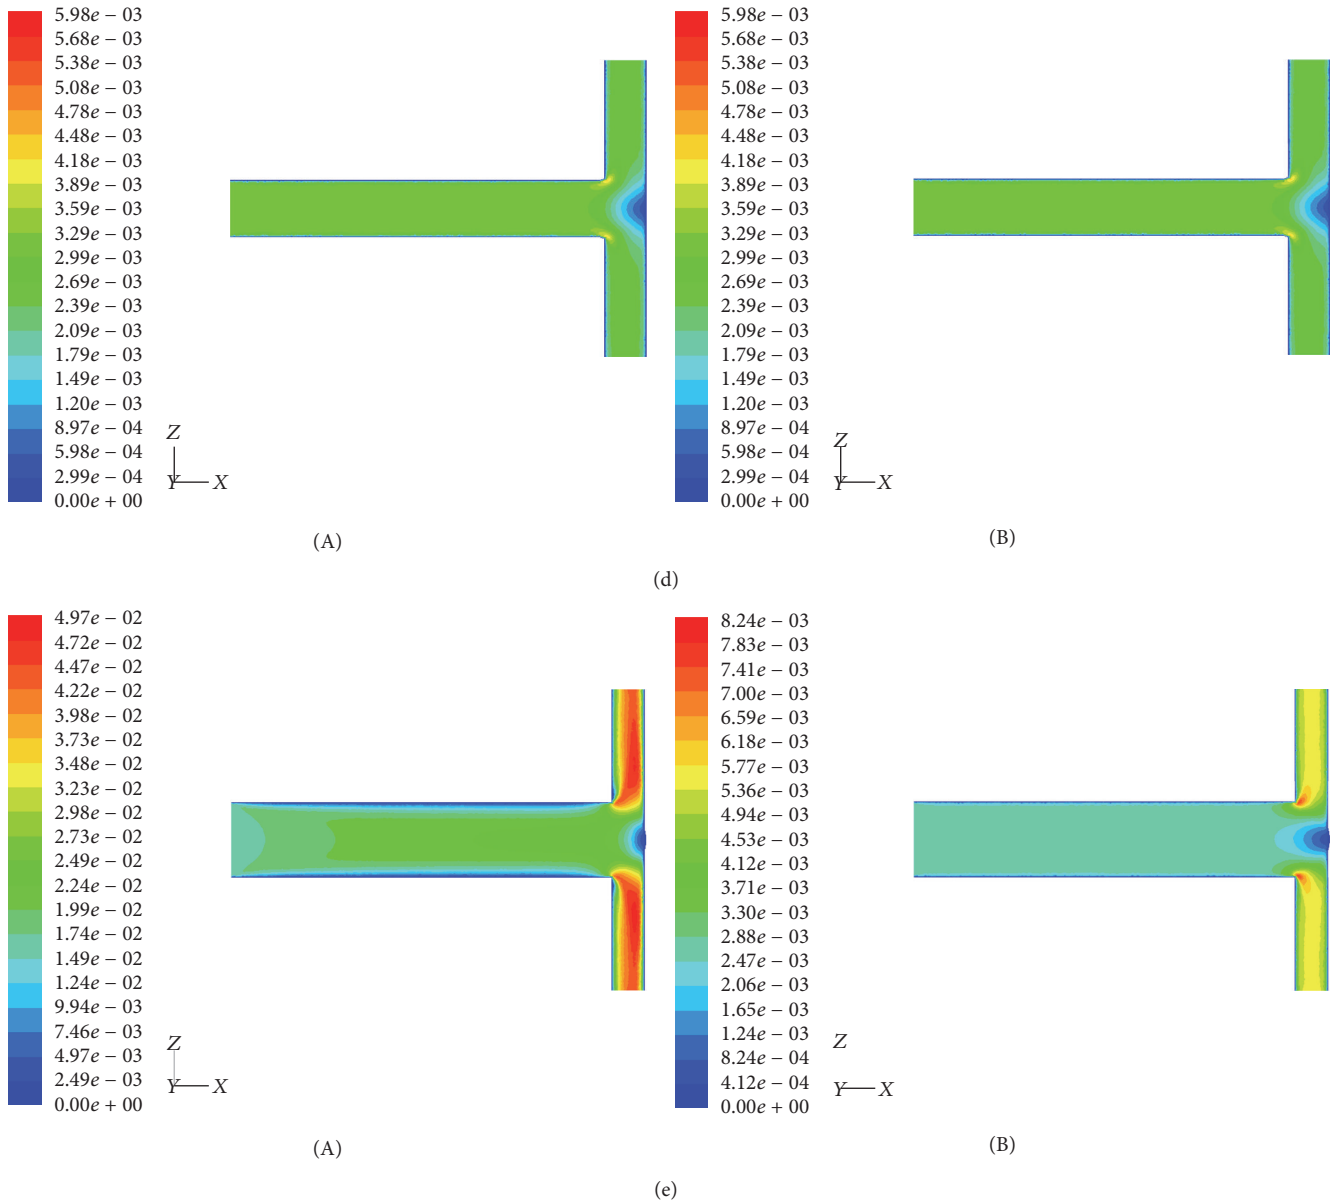 5.98e − 03
5.68e − 03
5.38e − 03
5.08e − 03
4.78e − 03
4.48e − 03
4.18e − 03
3.89e − 03
3.59e − 03
3.29e − 03
2.99e − 03
2.69e − 03
2.39e − 03
2.09e − 03
1.79e − 03
1.49e − 03
1.20e − 03
8.97e − 04
5.98e − 04
2.99e − 04
0.00e + 00
Z
Y X
(A)
5.98e − 03
5.68e − 03
5.38e − 03
5.08e − 03
4.78e − 03
4.48e − 03
4.18e − 03
3.89e − 03
3.59e − 03
3.29e − 03
2.99e − 03
2.69e − 03
2.39e − 03
2.09e − 03
1.79e − 03
1.49e − 03
1.20e − 03
8.97e − 04
5.98e − 04
2.99e − 04
0.00e + 00
Z
Y X
(B)
(d)
4.97e − 02
4.72e − 02
4.47e − 02
4.22e − 02
3.98e − 02
3.73e − 02
3.48e − 02
3.23e − 02
2.98e − 02
2.73e − 02
2.49e − 02
2.24e − 02
1.99e − 02
1.74e − 02
1.49e − 02
1.24e − 02
9.94e − 03
7.46e − 03
4.97e − 03
2.49e − 03
0.00e + 00
Z
Y X
(A)
8.24e − 03
7.83e − 03
7.41e − 03
7.00e − 03
6.59e − 03
6.18e − 03
5.77e − 03
5.36e − 03
4.94e − 03
4.53e − 03
4.12e − 03
3.71e − 03
3.30e − 03
2.88e − 03
2.47e − 03
2.06e − 03
1.65e − 03
1.24e − 03
8.24e − 04
4.12e − 04
0.00e + 00
Z
Y X
(B)
(e)